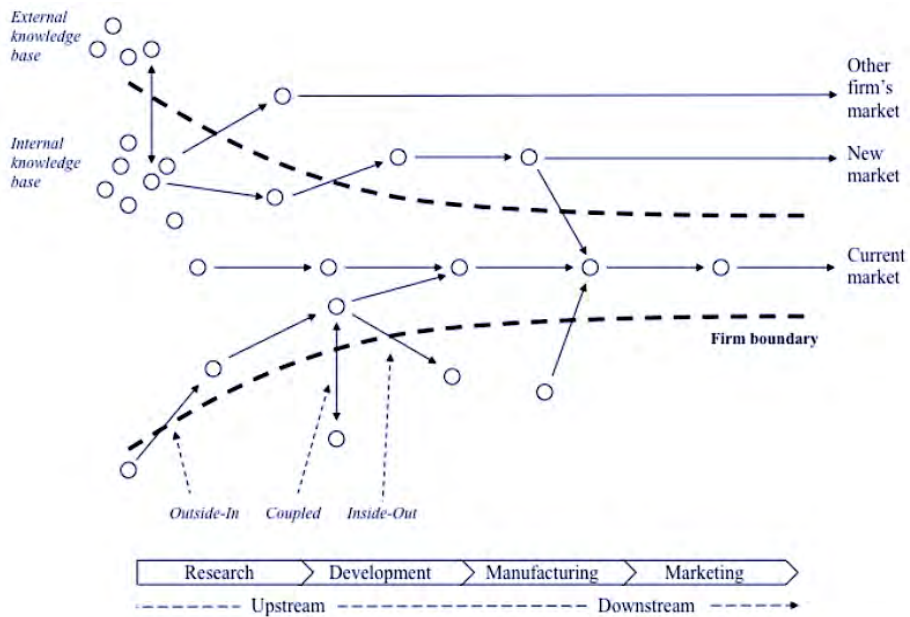 External
knowledge
base
Other
firm's
market
Internal
knowledge
base
New
market
Current
market
Firm boundary
Outside-In
Coupled
Inside-Out
Research
Development
Manufacturing
Marketing
Upstream
Downstream